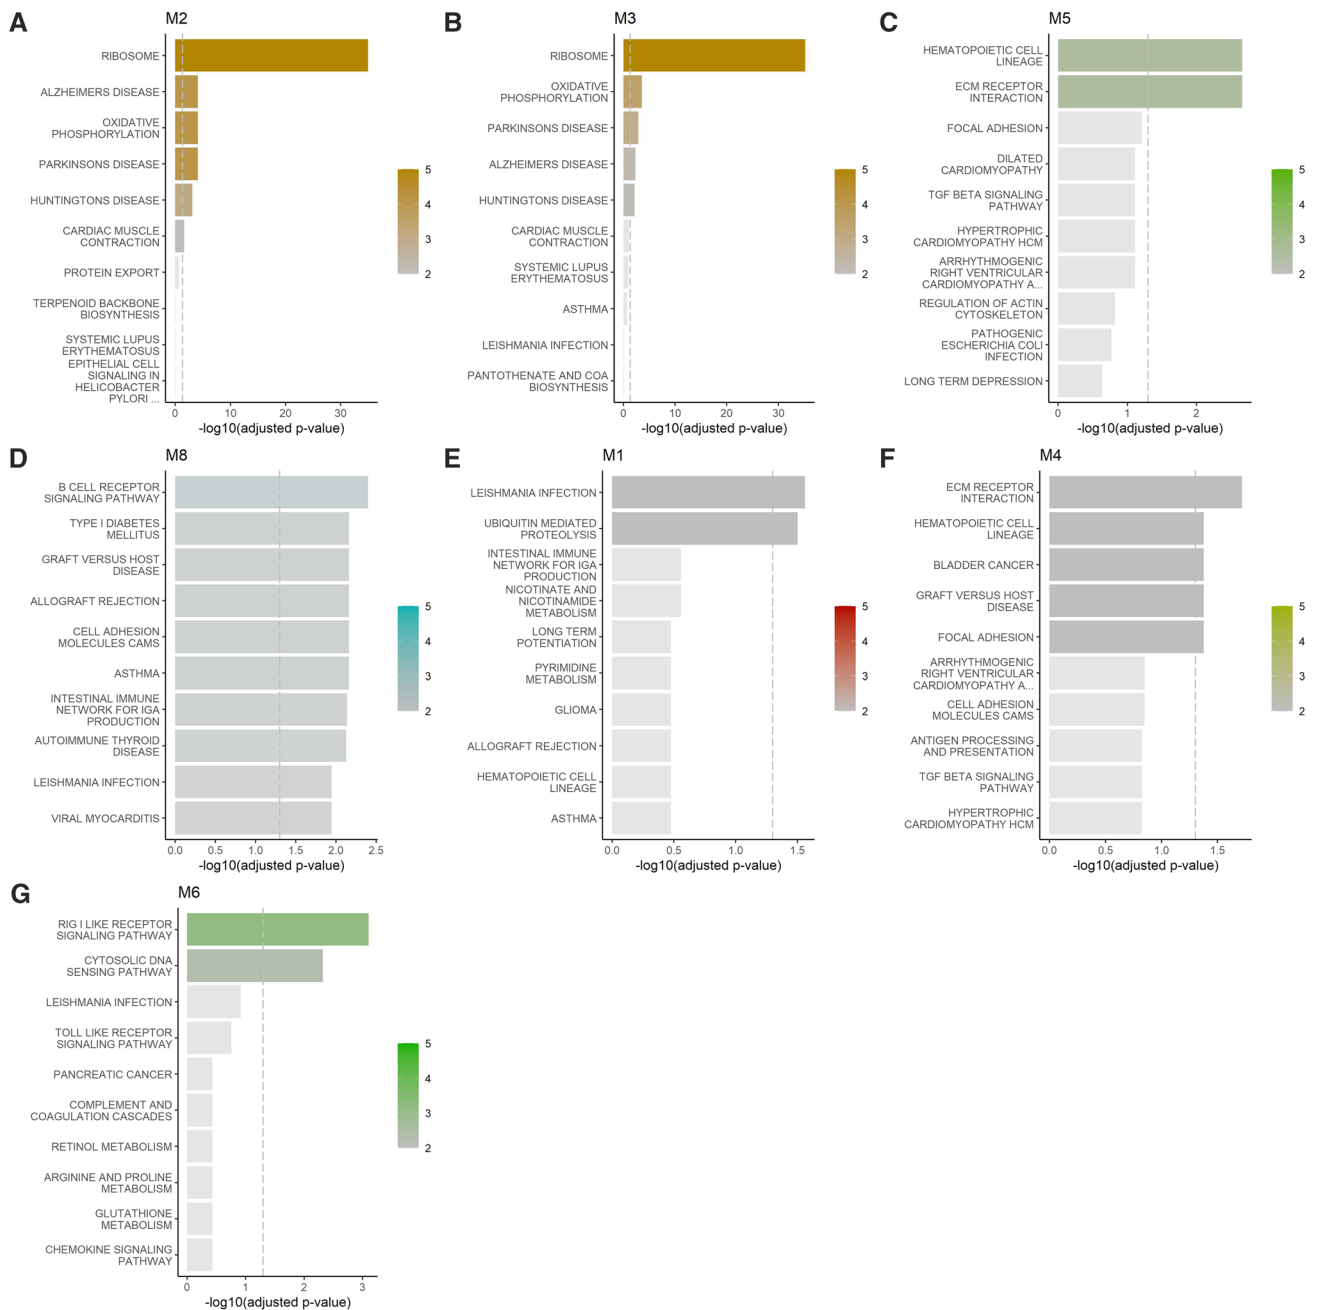 A
M2
RIBOSOME
ALZHEIMERS DISEASE
OXIDATIVE
PHOSPHORYLATION
PARKINSONS DISEASE
HUNTINGTONS DISEASE
CARDIAC MUSCLE
CONTRACTION
PROTEIN EXPORT
TERPENOID BACKBONE
BIOSYNTHESIS
SYSTEMIC LUPUS
ERYTHEMATOSUS
EPITHELIAL CELL
SIGNALING IN
HELICOBACTER
PYLORI ...
0 10 20 30
-log10(adjusted p-value)
5
4
3
2
B
M3
RIBOSOME
OXIDATIVE
PHOSPHORYLATION
PARKINSONS DISEASE
ALZHEIMERS DISEASE
HUNTINGTONS DISEASE
CARDIAC MUSCLE
CONTRACTION
SYSTEMIC LUPUS
ERYTHEMATOSUS
ASTHMA
LEISHMANIA INFECTION
PANTOTHENATE AND COA
BIOSYNTHESIS
0 10 20 30
-log10(adjusted p-value)
5
4
3
2
C
M5
HEMATOPOIETIC CELL
LINEAGE
ECM RECEPTOR
INTERACTION
FOCAL ADHESION
DILATED
CARDIOMYOPATHY
TGF BETA SIGNALING
PATHWAY
HYPERTROPHIC
CARDIOMYOPATHY HCM
ARRHYTHMOGENIC
RIGHT VENTRICULAR
CARDIOMYOPATHY A...
REGULATION OF ACTIN
CYTOSKELETON
PATHOGENIC
ESCHERICHIA COLI
INFECTION
LONG TERM DEPRESSION
0 1 2
-log10(adjusted p-value)
5
4
3
2
D
M8
B CELL RECEPTOR
SIGNALING PATHWAY
TYPE I DIABETES
MELLITUS
GRAFT VERSUS HOST
DISEASE
ALLOGRAFT REJECTION
CELL ADHESION
MOLECULES CAMS
ASTHMA
INTESTINAL IMMUNE
NETWORK FOR IGA
PRODUCTION
AUTOIMMUNE THYROID
DISEASE
LEISHMANIA INFECTION
VIRAL MYOCARDITIS
0.0 0.5 1.0 1.5 2.0 2.5
-log10(adjusted p-value)
5
4
3
2
E
M1
LEISHMANIA INFECTION
UBIQUITIN MEDIATED
PROTEOLYSIS
INTESTINAL IMMUNE
NETWORK FOR IGA
PRODUCTION
NICOTINATE AND
NICOTINAMIDE
METABOLISM
LONG TERM
POTENTIATION
PYRIMIDINE
METABOLISM
GLIOMA
ALLOGRAFT REJECTION
HEMATOPOIETIC CELL
LINEAGE
ASTHMA
0.0 0.5 1.0 1.5
-log10(adjusted p-value)
5
4
3
2
F
M4
ECM RECEPTOR
INTERACTION
HEMATOPOIETIC CELL
LINEAGE
BLADDER CANCER
GRAFT VERSUS HOST
DISEASE
FOCAL ADHESION
ARRHYTHMOGENIC
RIGHT VENTRICULAR
CARDIOMYOPATHY A...
CELL ADHESION
MOLECULES CAMS
ANTIGEN PROCESSING
AND PRESENTATION
TGF BETA SIGNALING
PATHWAY
HYPERTROPHIC
CARDIOMYOPATHY HCM
0.0 0.5 1.0 1.5
-log10(adjusted p-value)
5
4
3
2
G
M6
RIG I LIKE RECEPTOR
SIGNALING PATHWAY
CYTOSOLIC DNA
SENSING PATHWAY
LEISHMANIA INFECTION
TOLL LIKE RECEPTOR
SIGNALING PATHWAY
PANCREATIC CANCER
COMPLEMENT AND
COAGULATION CASCADES
RETINOL METABOLISM
ARGININE AND PROLINE
METABOLISM
GLUTATHIONE
METABOLISM
CHEMOKINE SIGNALING
PATHWAY
0 1 2 3
-log10(adjusted p-value)
5
4
3
2